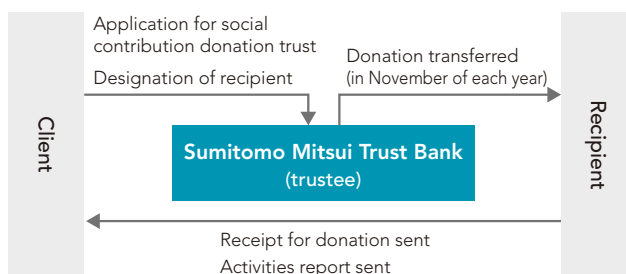 Application for social
contribution donation trust
Designation of recipient
Donation transferred
(in November of each year)
Client
Sumitomo Mitsui Trust Bank
(trustee)
Recipient
Receipt for donation sent
Activities report sent